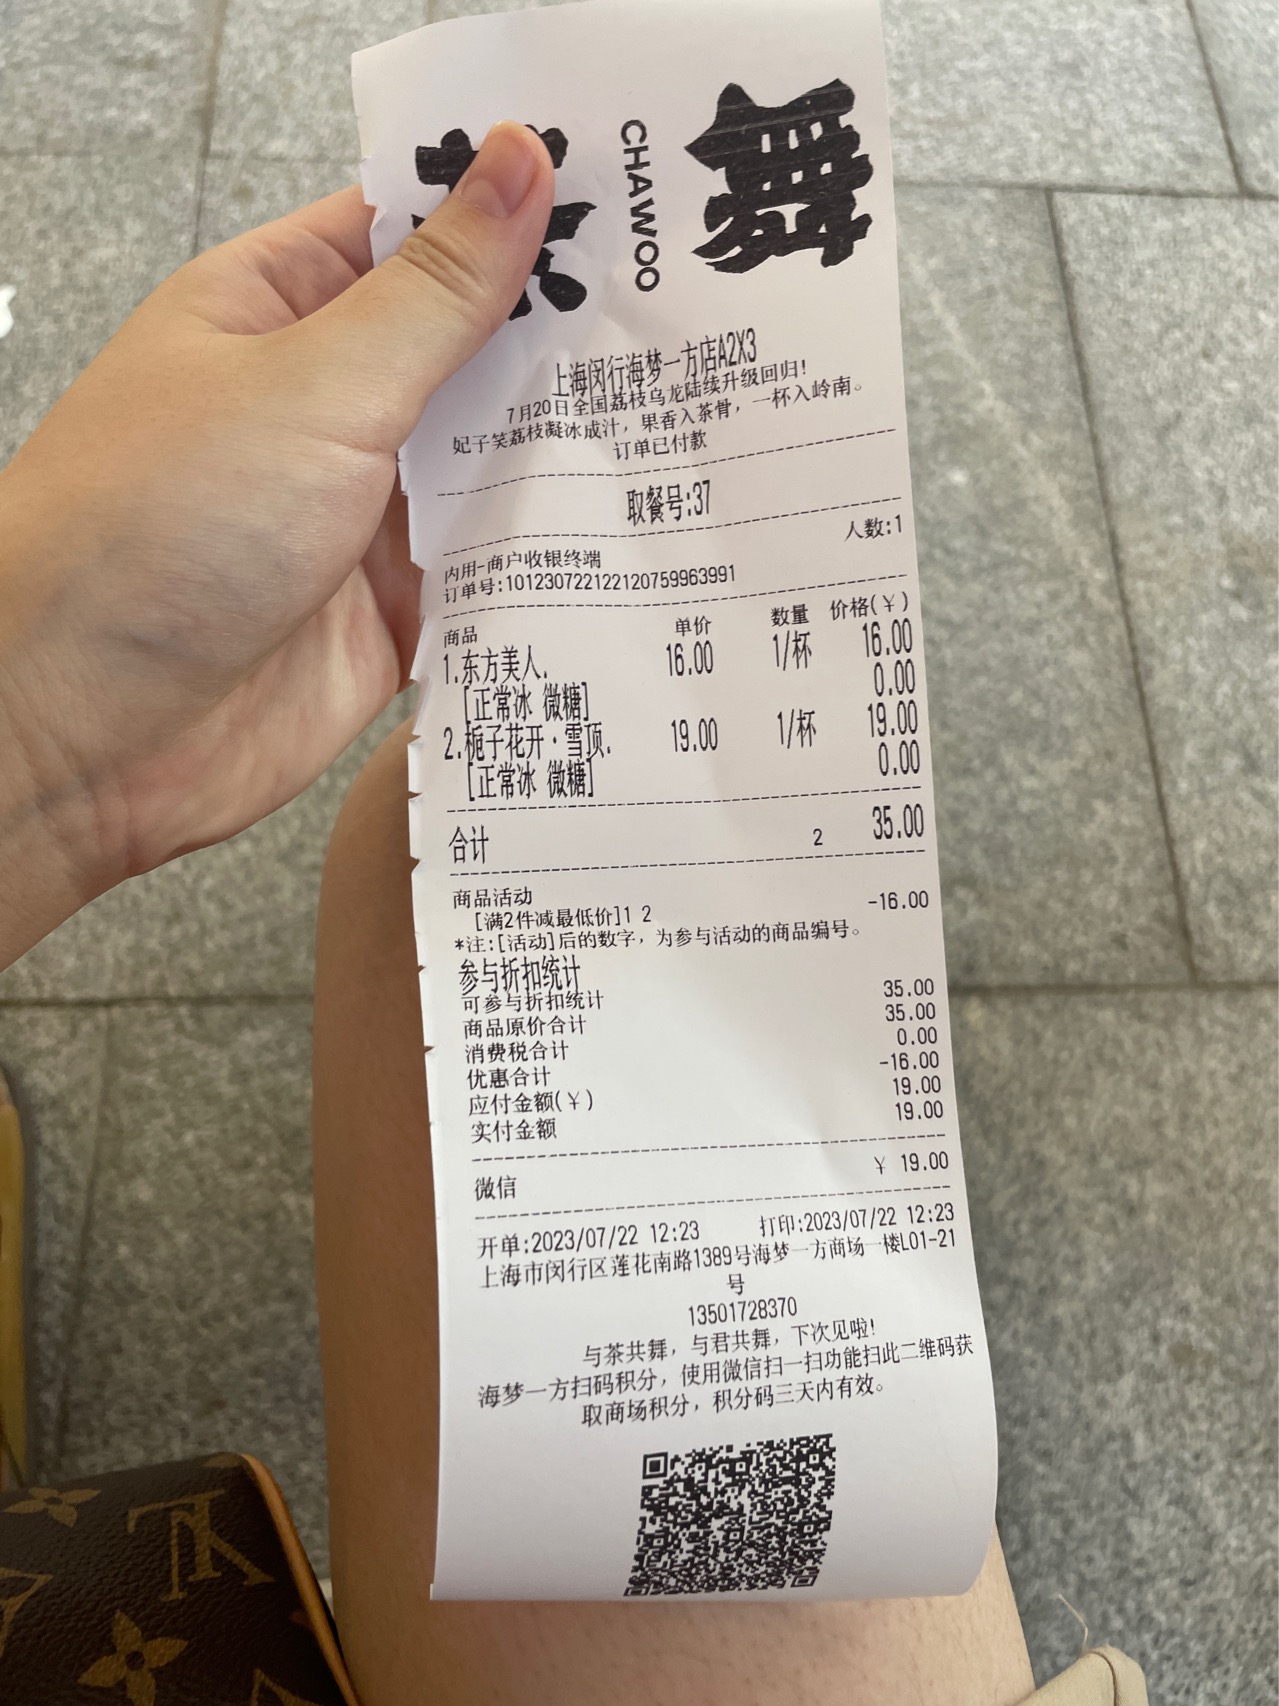 CHAWOO
舞
上海闵行海梦一方店A2X3
7月20日全国荔枝乌龙陆续升级回归!
妃子笑荔枝凝冰成汁，果香入茶骨，一杯入岭南。
订单已付款
取餐号:37
人数:1
内用-商户收银终端
订单号:101230722122120759963991
商品 单价 数量 价格(¥)
1.东方美人. 16.00 1/杯 16.00
[正常冰 微糖] 0.00
2.栀子花开·雪顶. 19.00 1/杯 19.00
[正常冰 微糖] 0.00
合计 2 35.00
商品活动
[满2件减最低价]1 2 -16.00
*注:[活动]后的数字，为参与活动的商品编号。
参与折扣统计
可参与折扣统计 35.00
商品原价合计 35.00
消费税合计 0.00
优惠合计 -16.00
应付金额(¥) 19.00
实付金额 19.00
微信 ¥ 19.00
开单:2023/07/22 12:23 打印:2023/07/22 12:23
上海市闵行区莲花南路1389号海梦一方商场一楼L01-21
号
13501728370
与茶共舞，与君共舞，下次见啦!
海梦一方扫码积分，使用微信扫一扫功能扫此二维码获
取商场积分，积分码三天内有效。